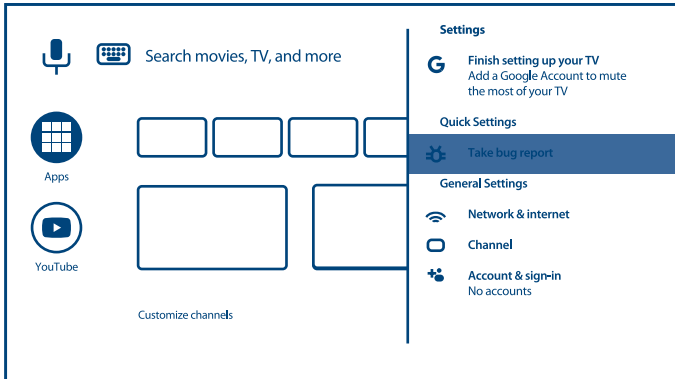 Search movies, TV, and more
Apps
YouTube
Customize channels
Settings
G
Finish setting up your TV
Add a Google Account to mute
the most of your TV
Quick Settings
Take bug report
General Settings
Network & internet
Channel
Account & sign-in
No accounts